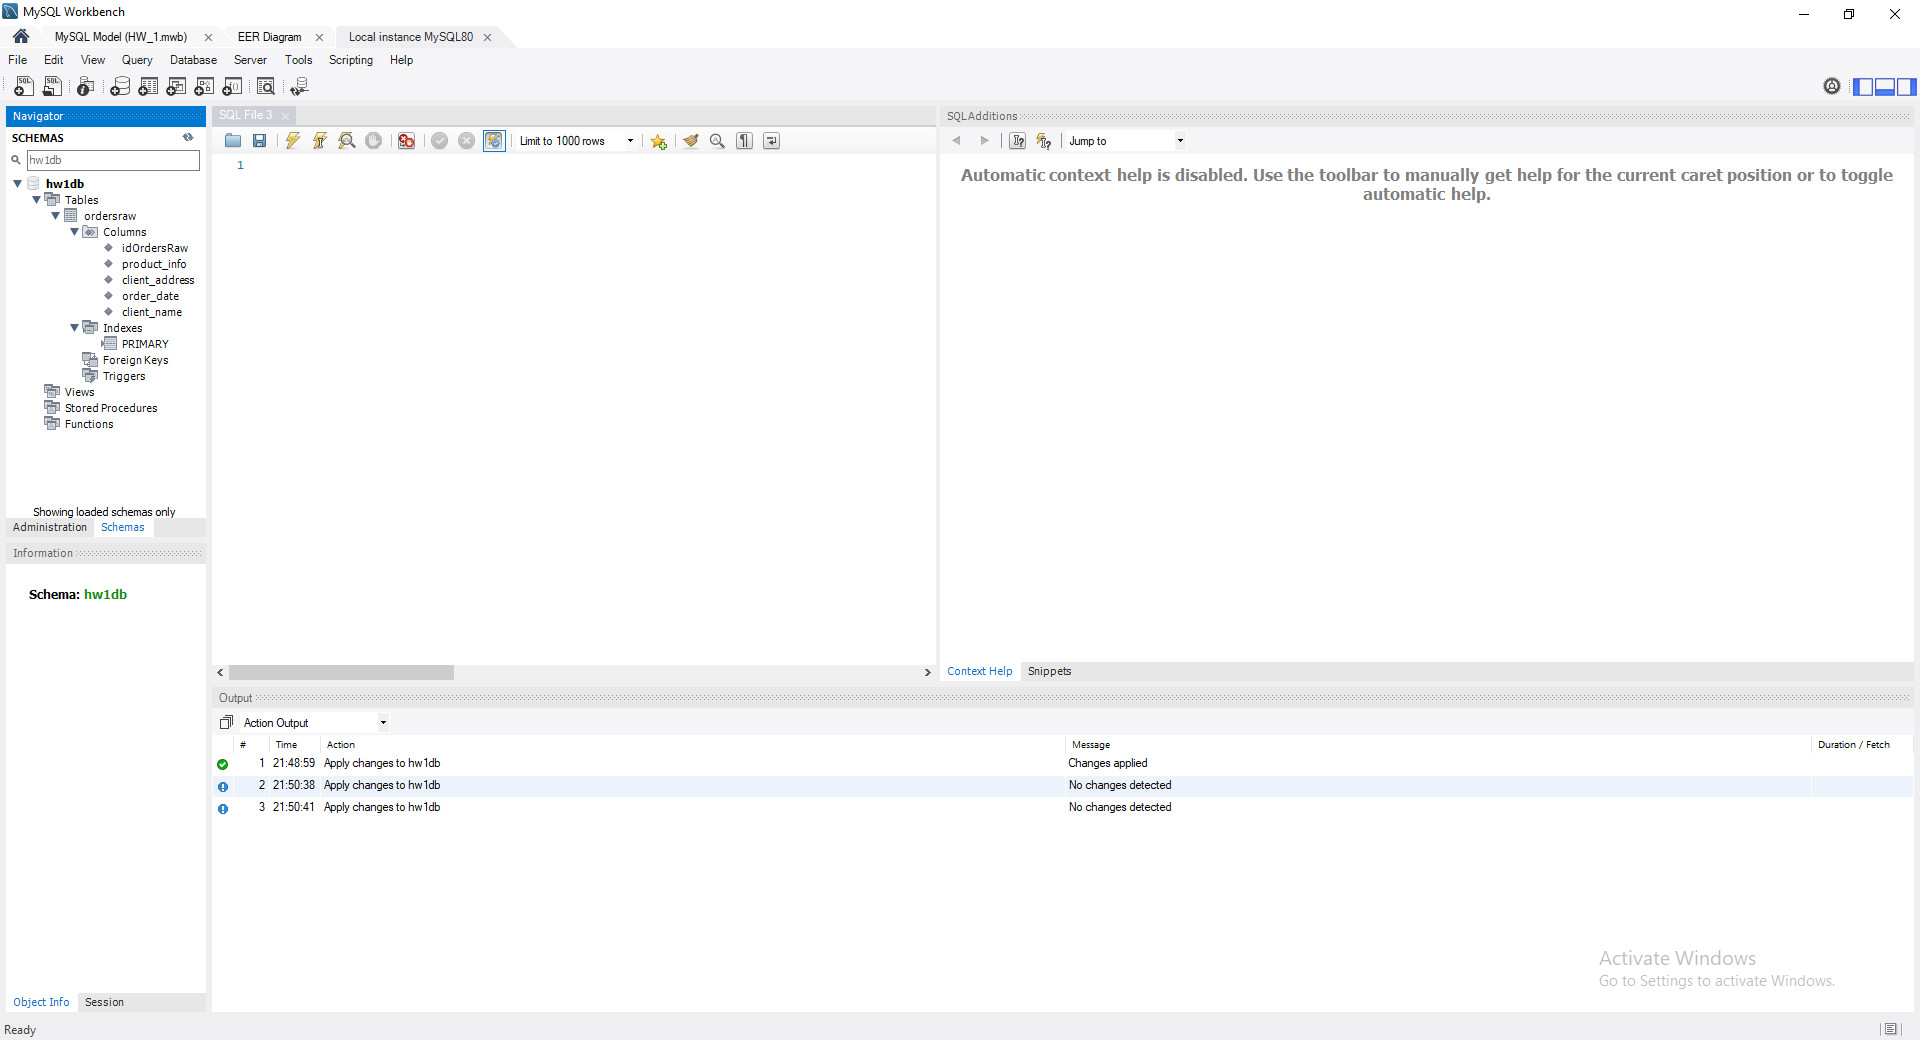 MySQL Workbench
MySQL Model (HW_1.mwb)
EER Diagram
Local instance MySQL80
File Edit View Query Database Server Tools Scripting Help
Navigator
SCHEMAS
hw1db
hw1db
Tables
ordersraw
Columns
idOrdersRaw
product_info
client_address
order_date
client_name
Indexes
PRIMARY
Foreign Keys
Triggers
Views
Stored Procedures
Functions
Showing loaded schemas only
Administration Schemas
Information
Schema: hw1db
Object Info Session
SQL File 3
Limit to 1000 rows
1
SQLAdditions
Jump to
Automatic context help is disabled. Use the toolbar to manually get help for the current caret position or to toggle
automatic help.
Context Help Snippets
Output
Action Output
# Time Action Message Duration / Fetch
1 21:48:59 Apply changes to hw1db Changes applied
2 21:50:38 Apply changes to hw1db No changes detected
3 21:50:41 Apply changes to hw1db No changes detected
Activate Windows
Go to Settings to activate Windows.
Ready